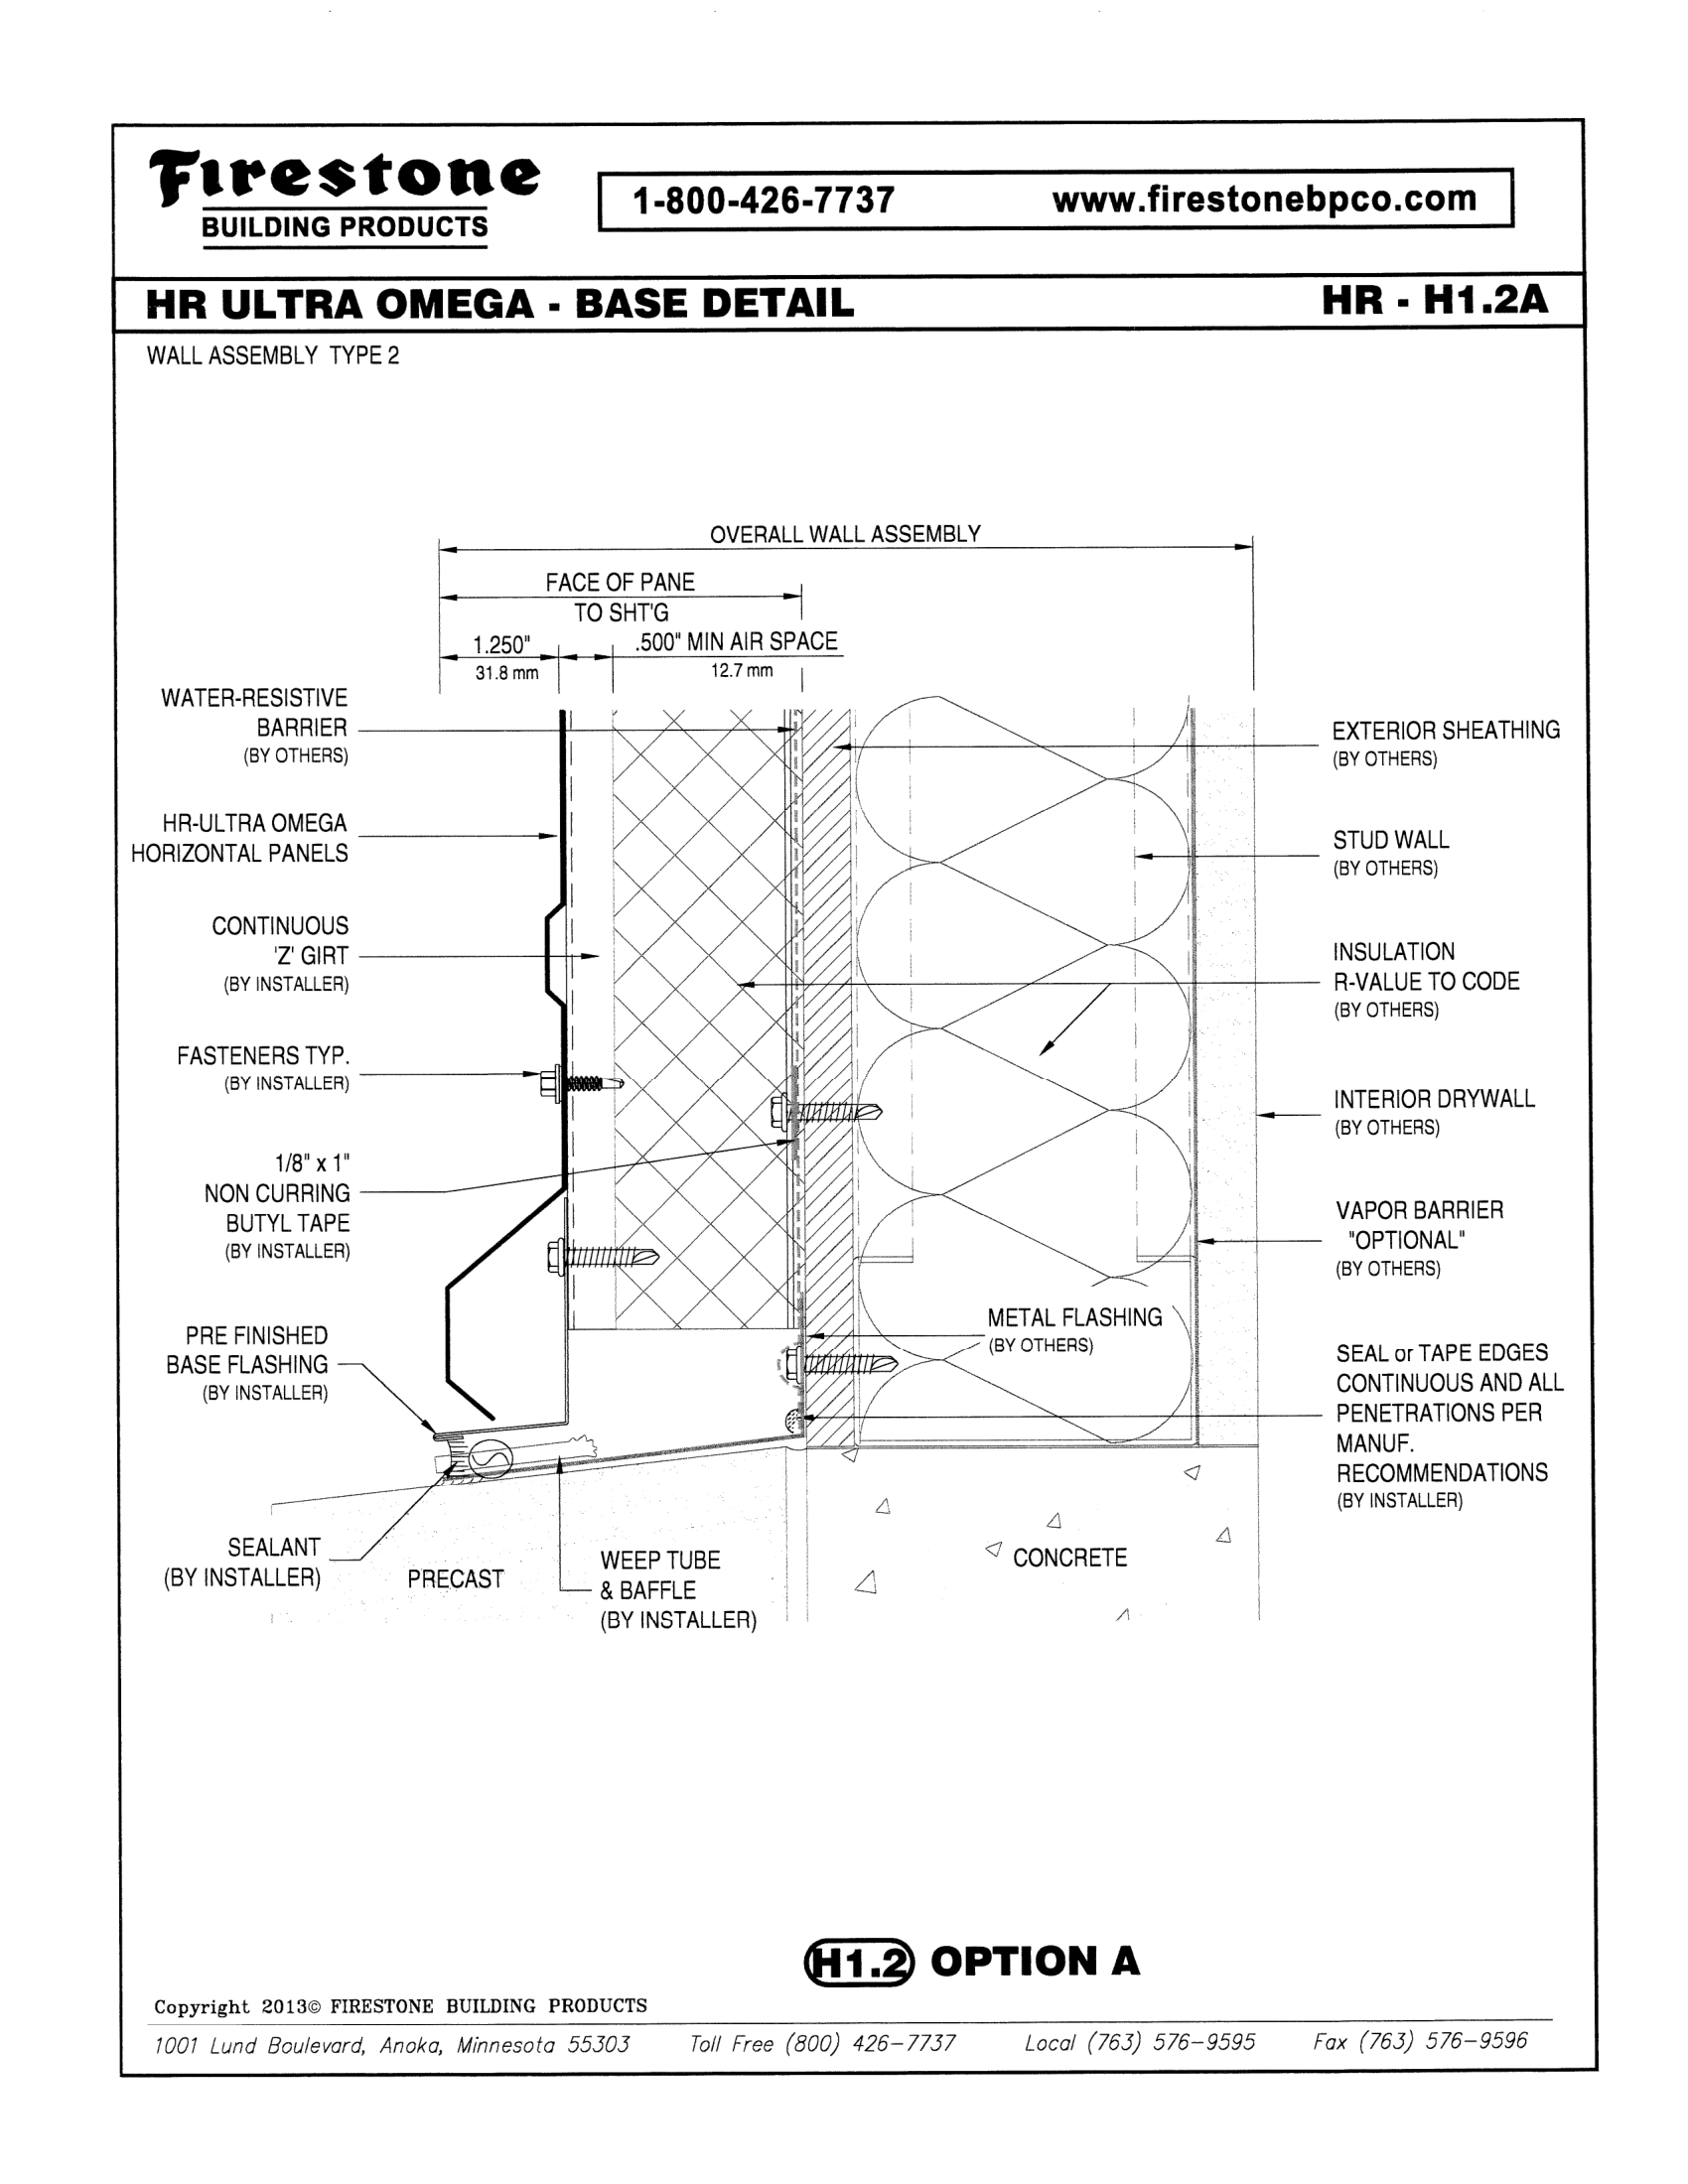 Firestone
BUILDING PRODUCTS
1-800-426-7737 www.firestonebpco.com
HR ULTRA OMEGA - BASE DETAIL HR - H1.2A
WALL ASSEMBLY TYPE 2
OVERALL WALL ASSEMBLY
FACE OF PANE
TO SHT'G
1.250" .500" MIN AIR SPACE
31.8 mm 12.7 mm
WATER-RESISTIVE
BARRIER
(BY OTHERS)
HR-ULTRA OMEGA
HORIZONTAL PANELS
CONTINUOUS
'Z' GIRT
(BY INSTALLER)
FASTENERS TYP.
(BY INSTALLER)
1/8" x 1"
NON CURRING
BUTYL TAPE
(BY INSTALLER)
PRE FINISHED
BASE FLASHING
(BY INSTALLER)
SEALANT
(BY INSTALLER)
PRECAST
WEEP TUBE
& BAFFLE
(BY INSTALLER)
METAL FLASHING
(BY OTHERS)
CONCRETE
EXTERIOR SHEATHING
(BY OTHERS)
STUD WALL
(BY OTHERS)
INSULATION
R-VALUE TO CODE
(BY OTHERS)
INTERIOR DRYWALL
(BY OTHERS)
VAPOR BARRIER
"OPTIONAL"
(BY OTHERS)
SEAL or TAPE EDGES
CONTINUOUS AND ALL
PENETRATIONS PER
MANUF.
RECOMMENDATIONS
(BY INSTALLER)
H1.2 OPTION A
Copyright 2013© FIRESTONE BUILDING PRODUCTS
1001 Lund Boulevard, Anoka, Minnesota 55303 Toll Free (800) 426-7737 Local (763) 576-9595 Fax (763) 576-9596